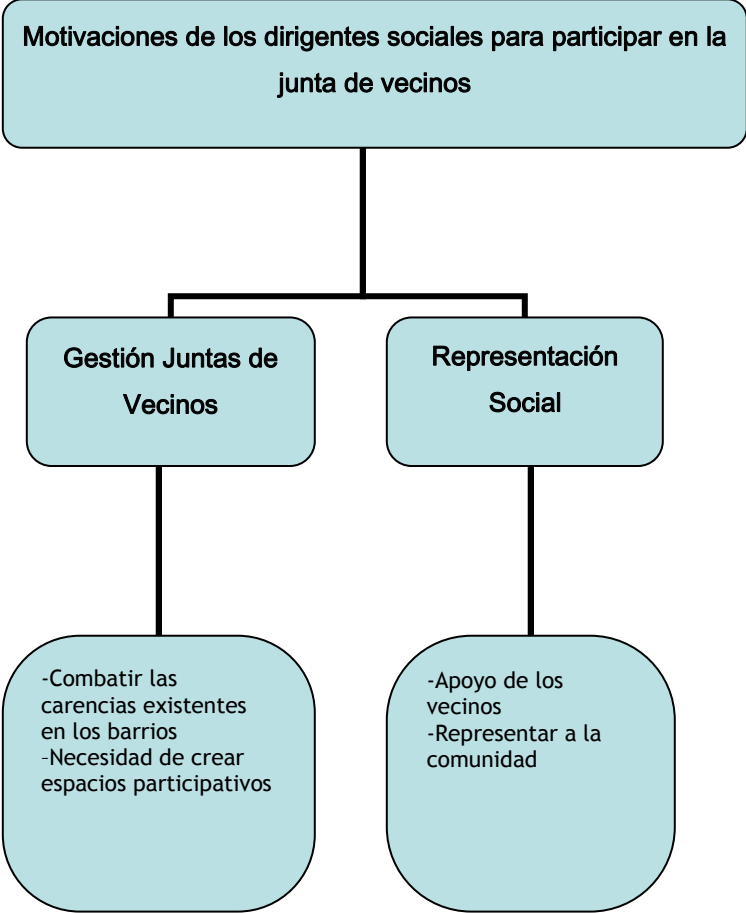 Motivaciones de los dirigentes sociales para participar en la
junta de vecinos
Gestión Juntas de
Vecinos
Representación
Social
-Combatir las
carencias existentes
en los barrios
-Necesidad de crear
espacios participativos
-Apoyo de los
vecinos
-Representar a la
comunidad